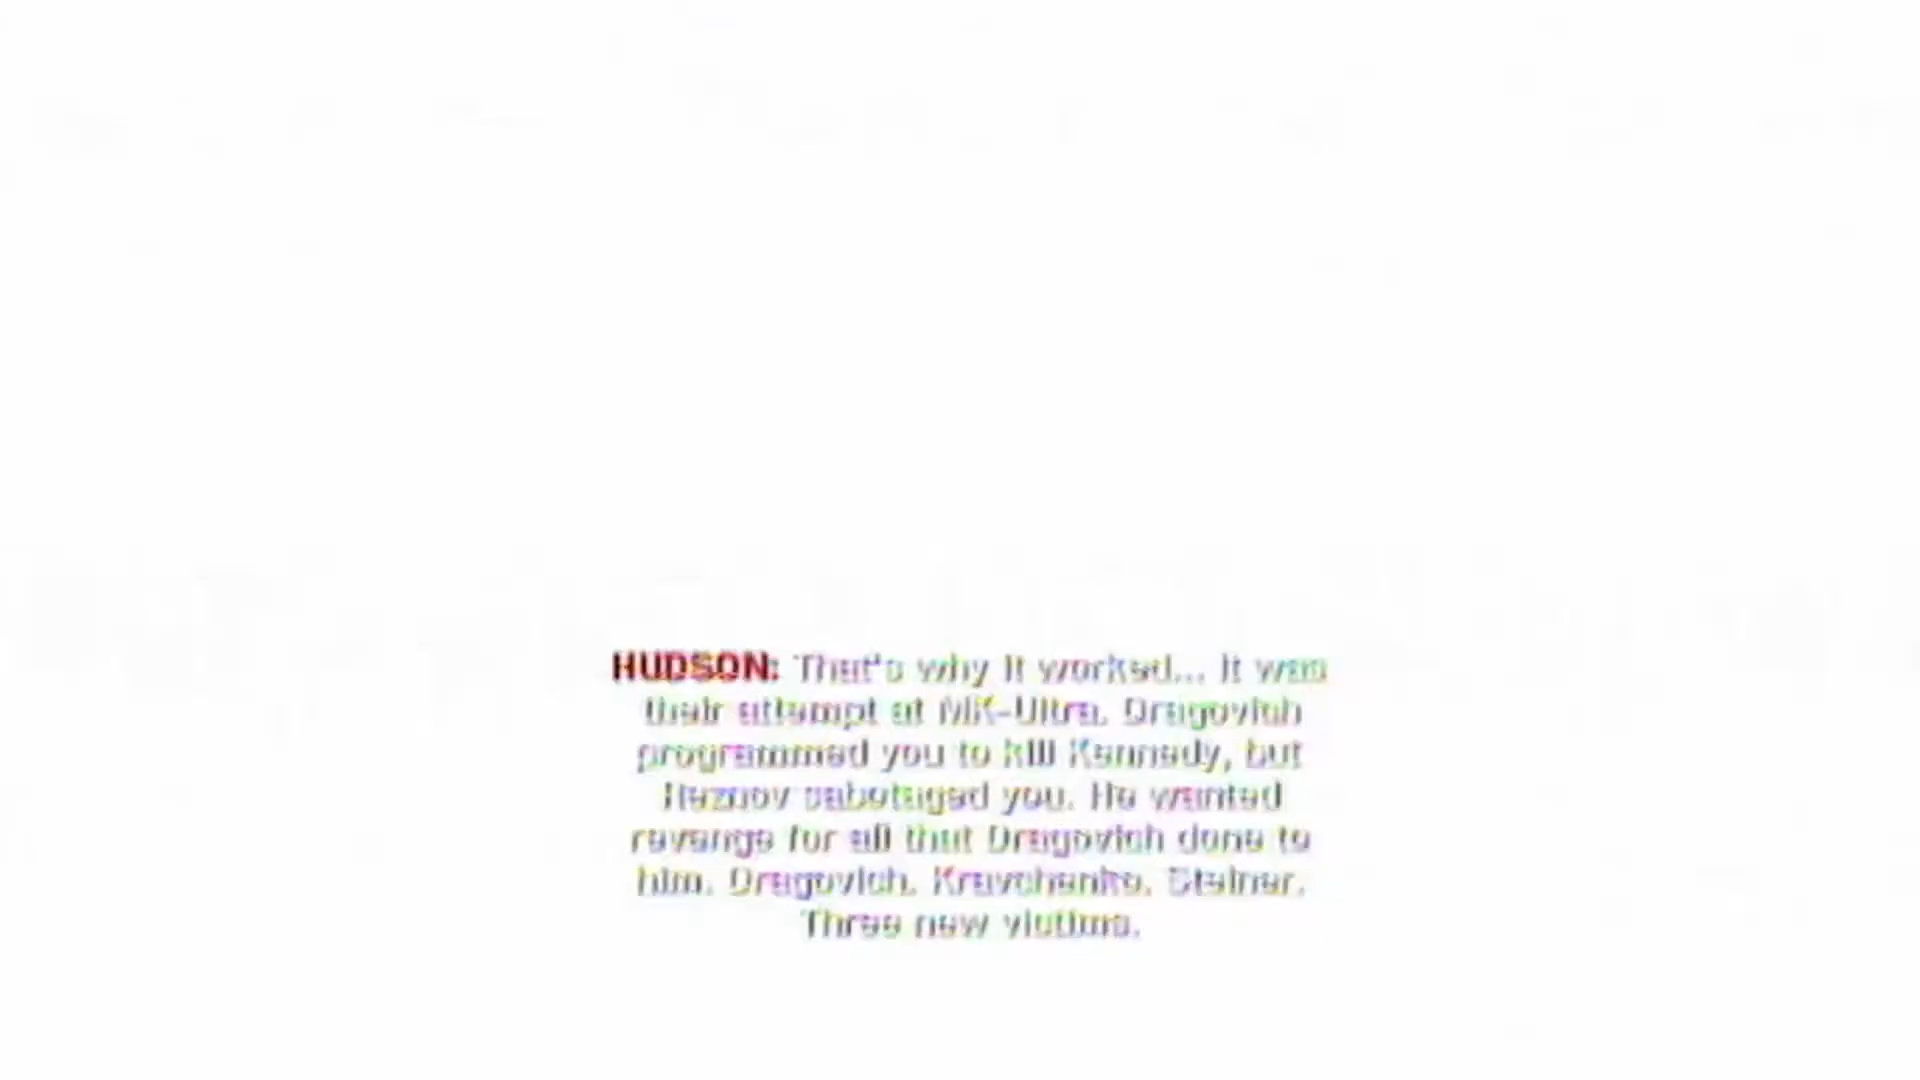 HUDSON: That's why it worked... It was
their attempt at MK-Ultra. Dragovich
programmed you to kill Kennedy, but
Reznov sabotaged you. He wanted
revenge for all that Dragovich done to
him. Dragovich. Kravchenko. Steiner.
Three new victims.